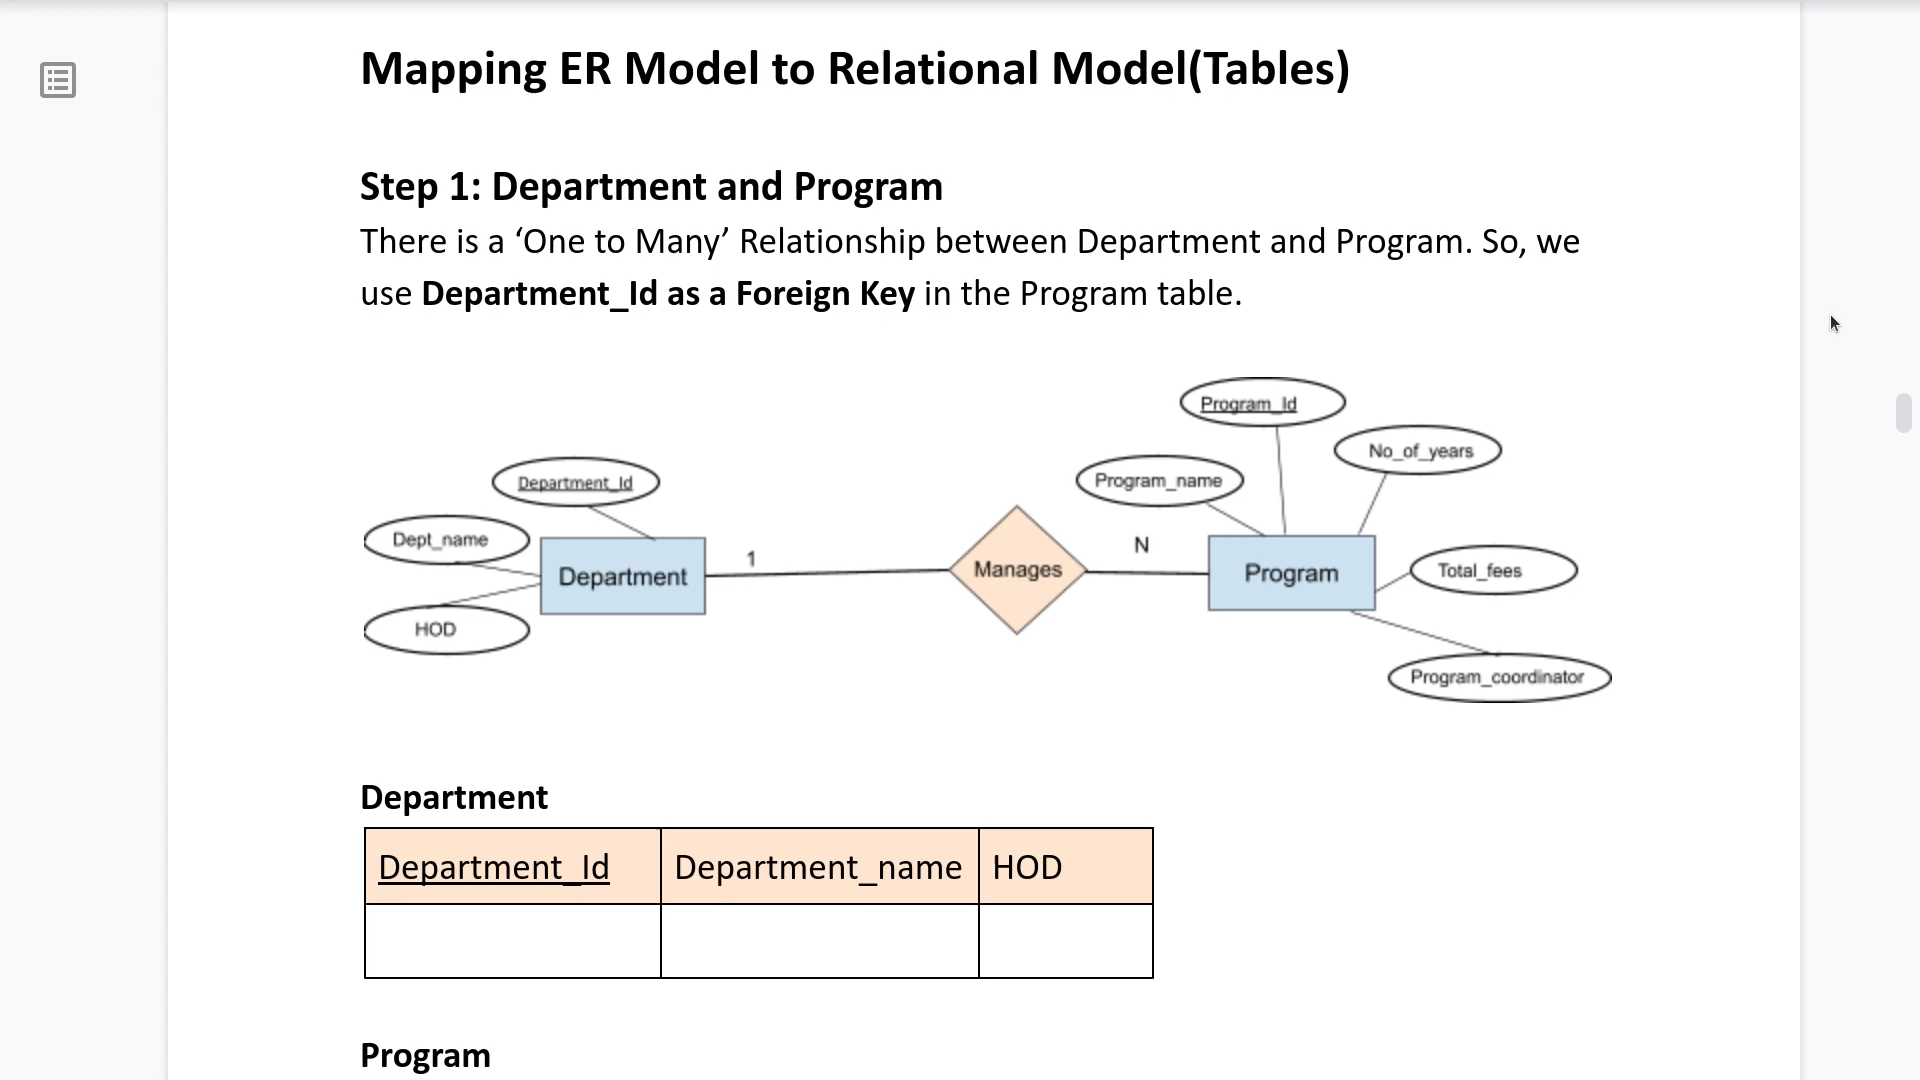 Mapping ER Model to Relational Model(Tables)
Step 1: Department and Program
There is a ‘One to Many’ Relationship between Department and Program. So, we
use Department_Id as a Foreign Key in the Program table.
Program_Id
No_of_years
Program_name
Department_Id
Dept_name
1
N
Manages
Department
Program
Total_fees
HOD
Program_coordinator
Department
Department_Id Department_name HOD
Program